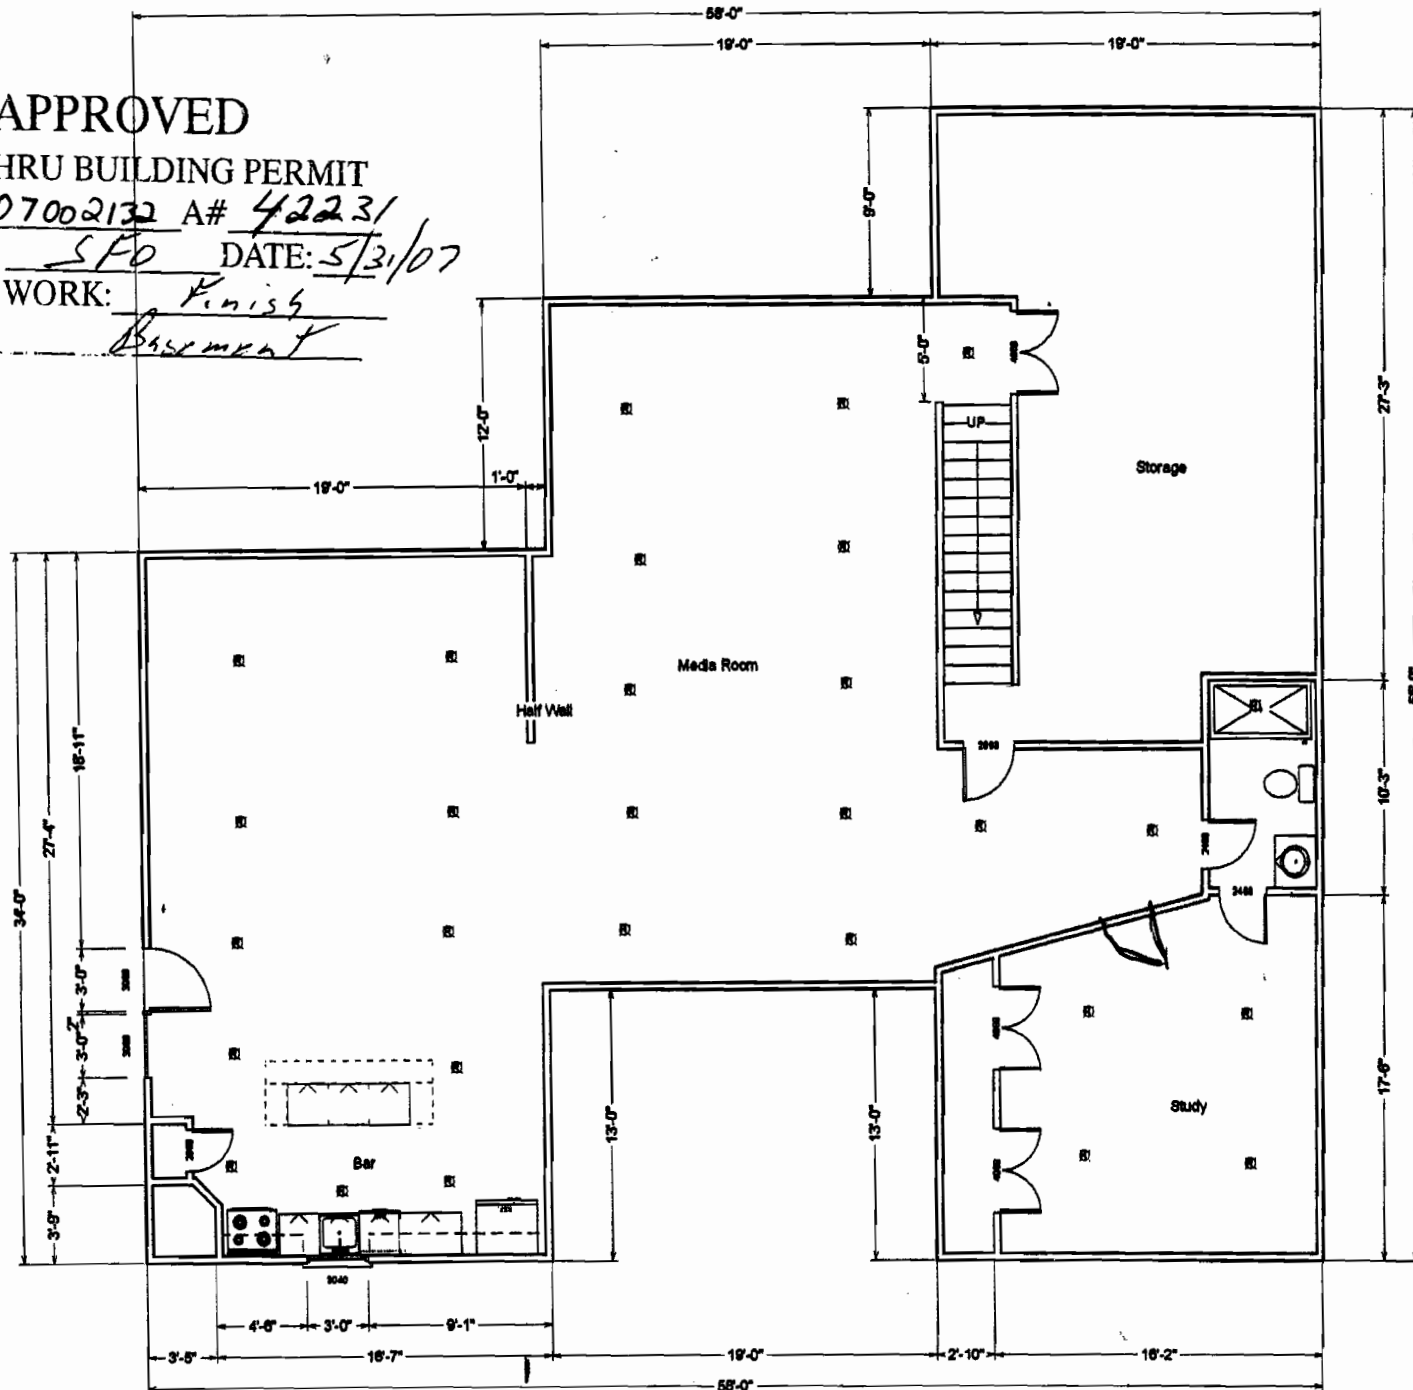 58'-0"
19'-0" 19'-0"
APPROVED
HRU BUILDING PERMIT
07002132 A# 42231
SFD DATE: 5/31/07
WORK: Finish
Basement
9'-0"
5'-0"
UP
12'-0"
27'-3"
Storage
19'-0" 1'-0"
Media Room
Half Wall
18'-11"
27'-4"
34'-0"
10'-3"
2468
3'-0"
3'-0"
2"
2'-3"
2'-11"
3'-9"
13'-0" 13'-0"
17'-6"
Study
Bar
3040
4'-6" 3'-0" 9'-1"
3'-5" 16'-7" 19'-0" 2'-10" 16'-2"
58'-0"